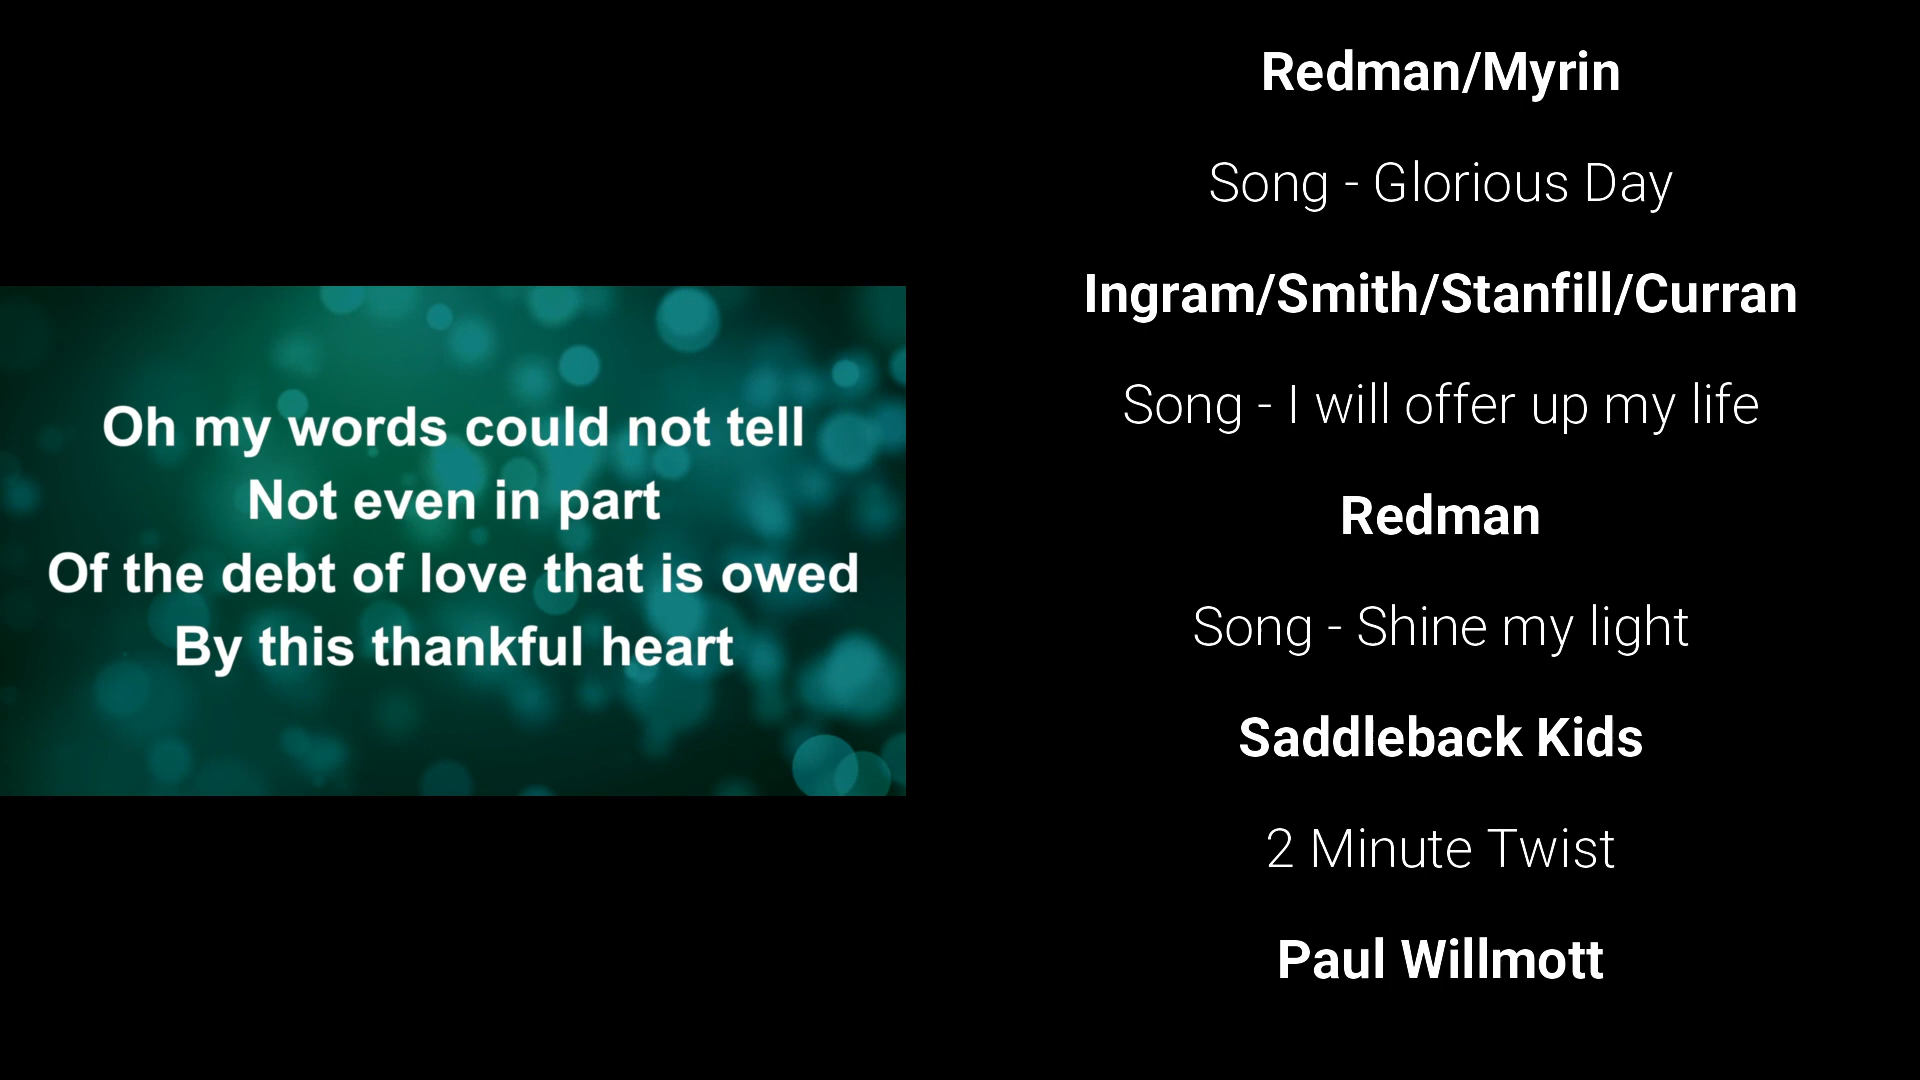 Oh my words could not tell
Not even in part
Of the debt of love that is owed
By this thankful heart
Redman/Myrin
Song - Glorious Day
Ingram/Smith/Stanfill/Curran
Song - I will offer up my life
Redman
Song - Shine my light
Saddleback Kids
2 Minute Twist
Paul Willmott